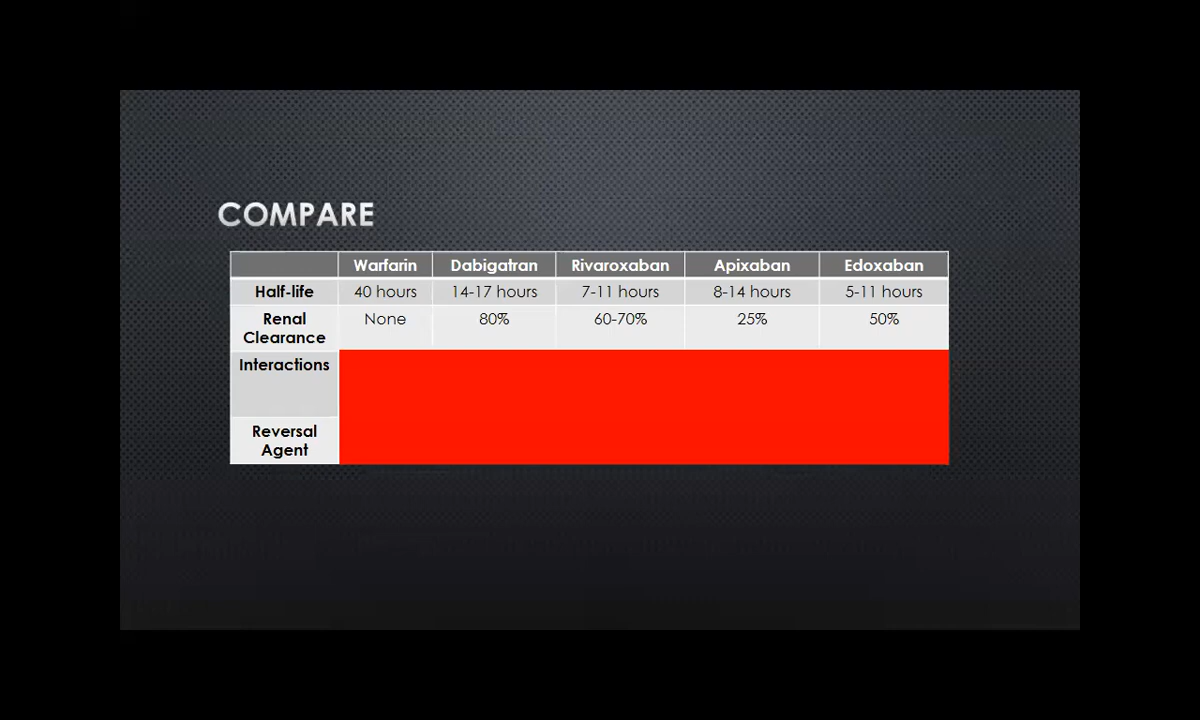 COMPARE
Warfarin Dabigatran Rivaroxaban Apixaban Edoxaban
Half-life 40 hours 14-17 hours 7-11 hours 8-14 hours 5-11 hours
Renal Clearance None 80% 60-70% 25% 50%
Interactions
Reversal
Agent